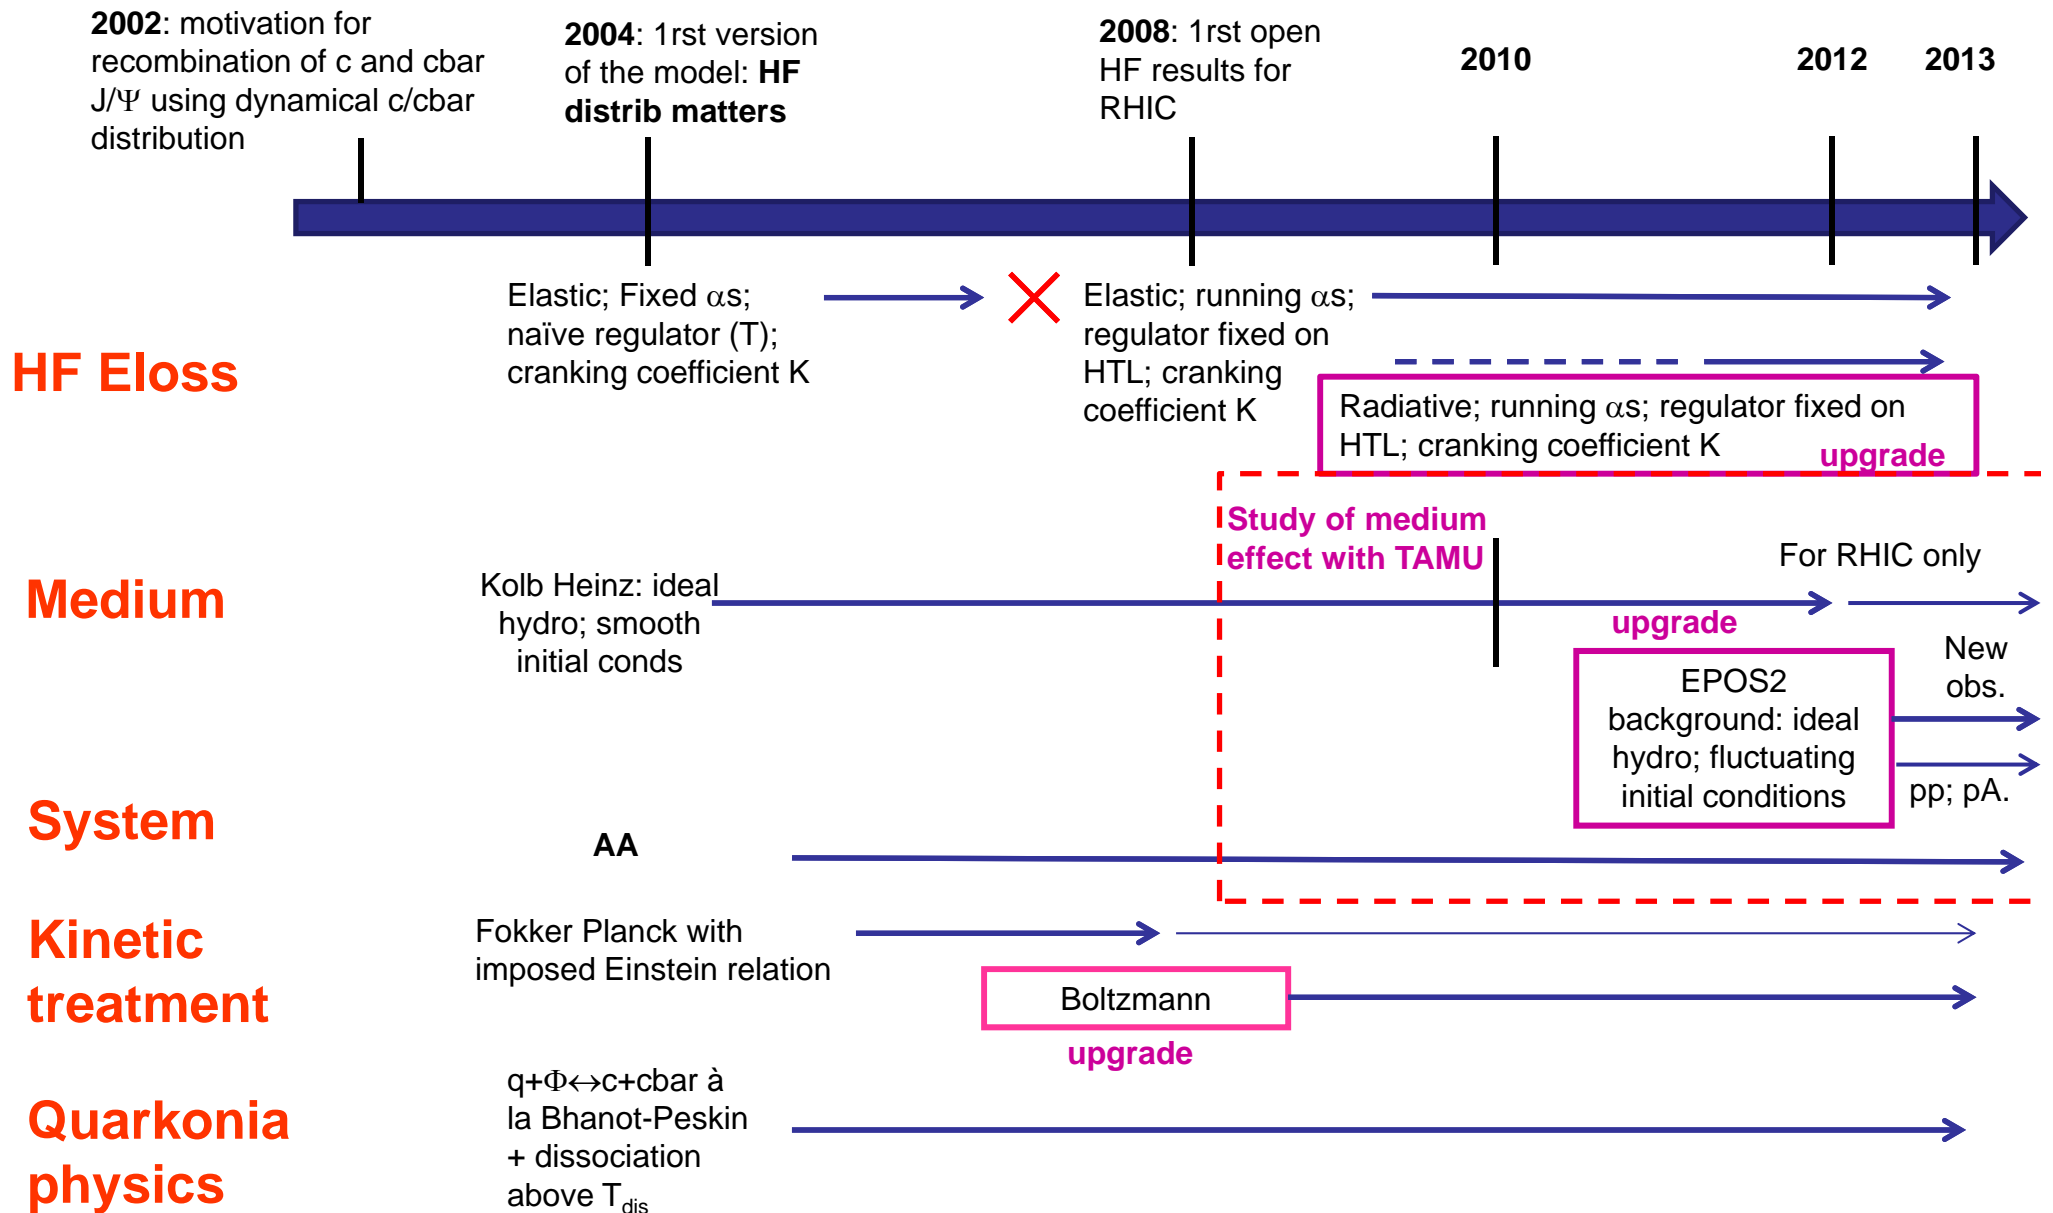 2002: motivation for
recombination of c and cbar
J/Ψ using dynamical c/cbar
distribution
2004: 1rst version
of the model: HF
distrib matters
2008: 1rst open
HF results for
RHIC
2010
2012
2013
HF Eloss
Elastic; Fixed αs;
naïve regulator (T);
cranking coefficient K
Elastic; running αs;
regulator fixed on
HTL; cranking
coefficient K
Radiative; running αs; regulator fixed on
HTL; cranking coefficient K
upgrade
Study of medium
effect with TAMU
Medium
Kolb Heinz: ideal
hydro; smooth
initial conds
For RHIC only
upgrade
EPOS2
background: ideal
hydro; fluctuating
initial conditions
New
obs.
pp; pA.
System
AA
Kinetic
treatment
Fokker Planck with
imposed Einstein relation
Boltzmann
upgrade
Quarkonia
physics
q+Φ↔c+cbar à
la Bhanot-Peskin
+ dissociation
above Tdis